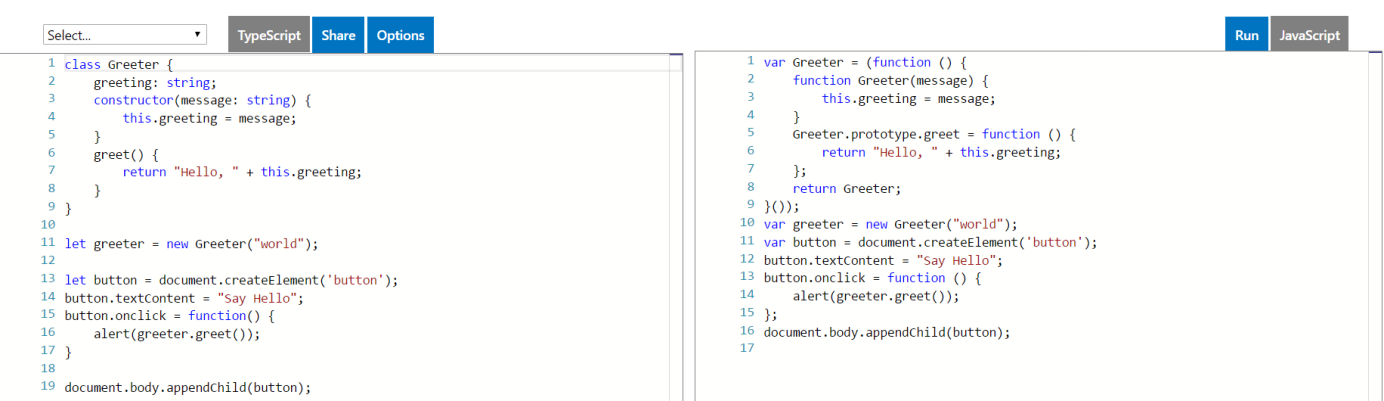 Select... TypeScript Share Options Run JavaScript
1 class Greeter {
2     greeting: string;
3     constructor(message: string) {
4         this.greeting = message;
5     }
6     greet() {
7         return "Hello, " + this.greeting;
8     }
9 }
10
11 let greeter = new Greeter("world");
12
13 let button = document.createElement('button');
14 button.textContent = "Say Hello";
15 button.onclick = function() {
16     alert(greeter.greet());
17 }
18
19 document.body.appendChild(button);
1 var Greeter = (function () {
2     function Greeter(message) {
3         this.greeting = message;
4     }
5     Greeter.prototype.greet = function () {
6         return "Hello, " + this.greeting;
7     };
8     return Greeter;
9 }());
10 var greeter = new Greeter("world");
11 var button = document.createElement('button');
12 button.textContent = "Say Hello";
13 button.onclick = function () {
14     alert(greeter.greet());
15 };
16 document.body.appendChild(button);
17